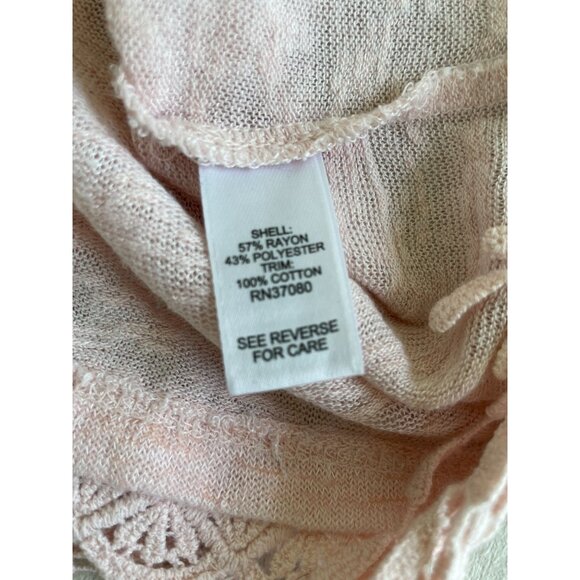 SHELL:
57% RAYON
43% POLYESTER
TRIM:
100% COTTON
RN37080
SEE REVERSE
FOR CARE